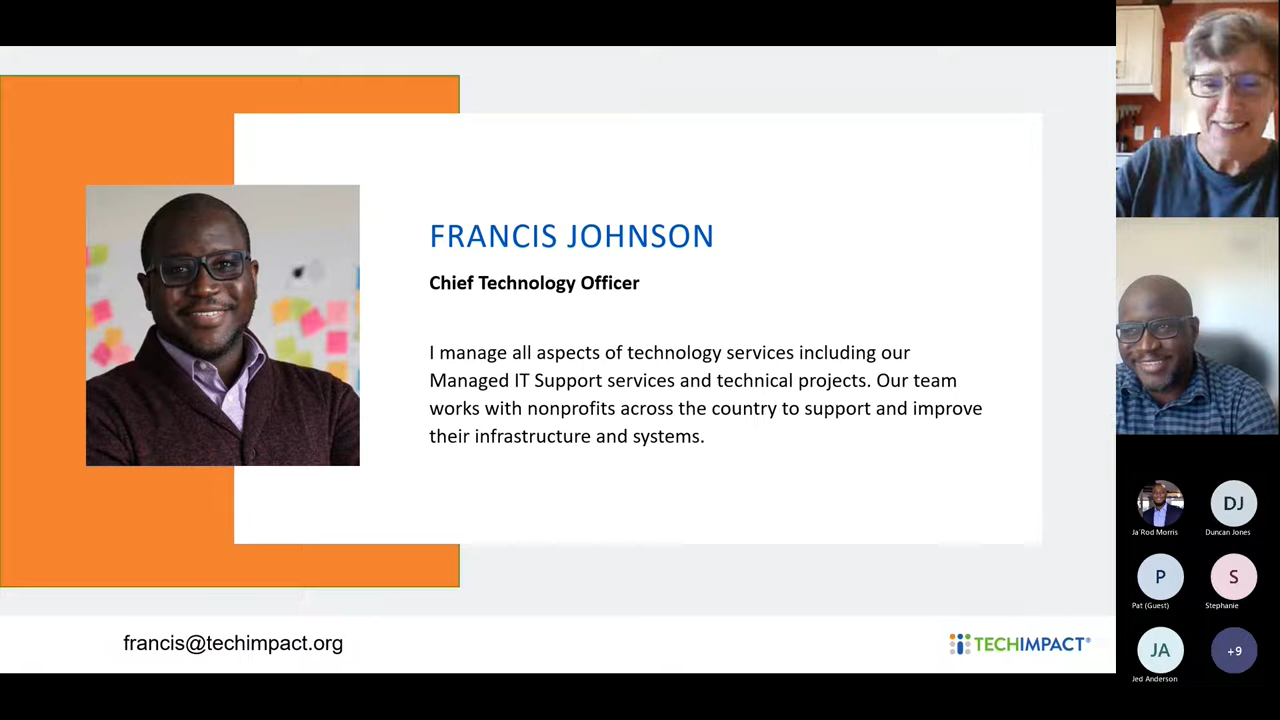 FRANCIS JOHNSON
Chief Technology Officer
I manage all aspects of technology services including our
Managed IT Support services and technical projects. Our team
works with nonprofits across the country to support and improve
their infrastructure and systems.
francis@techimpact.org
TECHIMPACT®
Ja'Rod Morris
DJ
Duncan Jones
P
Pat (Guest)
S
Stephanie
JA
Jed Anderson
+9